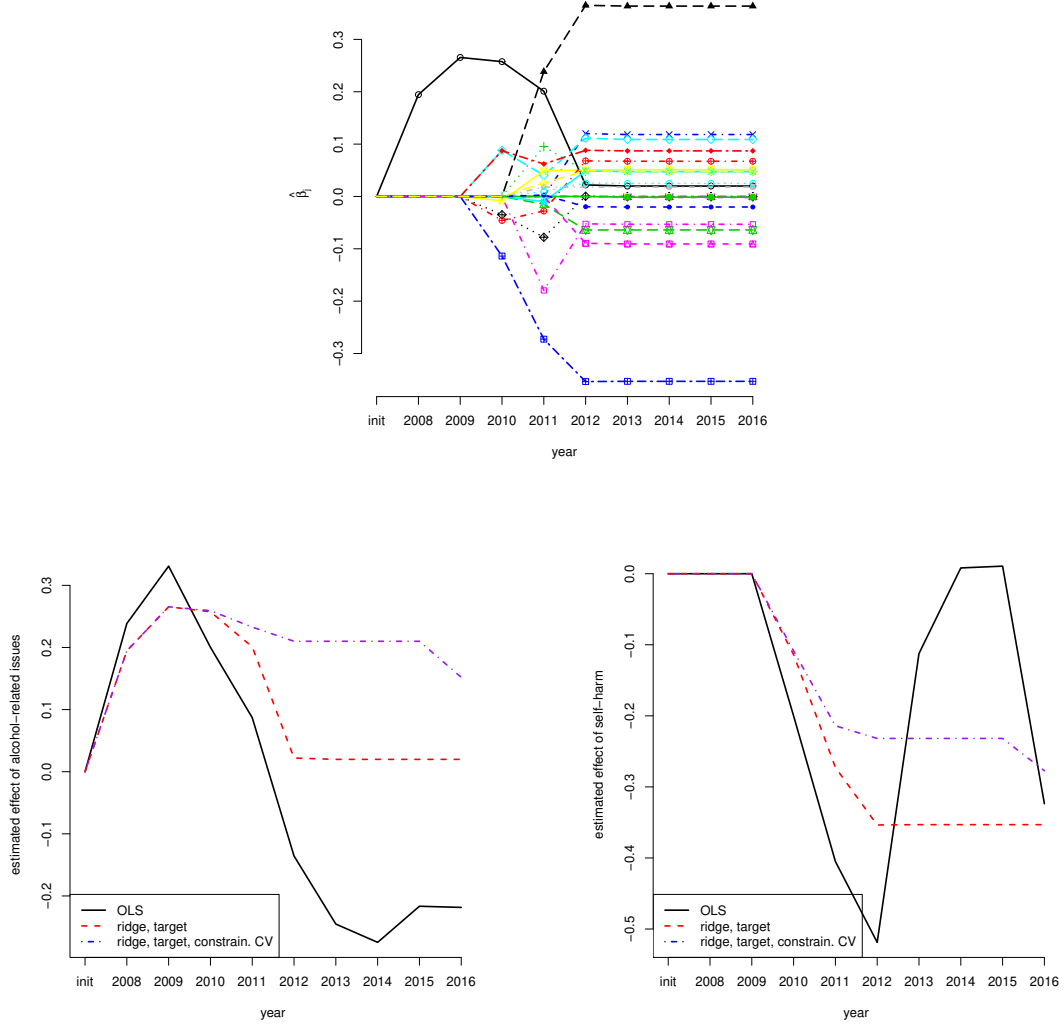 0.3
0.2
0.1
0.0
−0.1
−0.2
−0.3
β̂j
init 2008 2009 2010 2011 2012 2013 2014 2015 2016
year
0.3
0.2
0.1
0.0
−0.1
−0.2
estimated effect of alcohol−related issues
OLS
ridge, target
ridge, target, constrain. CV
init 2008 2009 2010 2011 2012 2013 2014 2015 2016
year
0.0
−0.1
−0.2
−0.3
−0.4
−0.5
estimated effect of self−harm
OLS
ridge, target
ridge, target, constrain. CV
init 2008 2009 2010 2011 2012 2013 2014 2015 2016
year